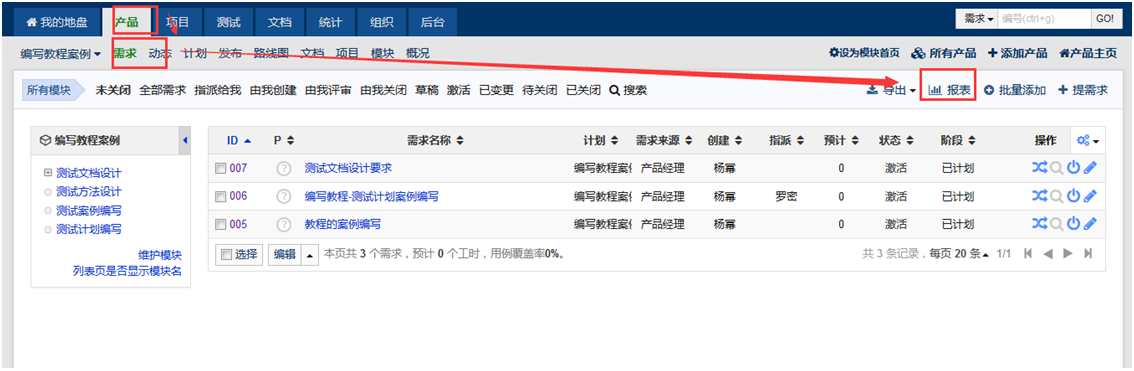 我的地盘 产品 项目 测试 文档 统计 组织 后台 需求 编号(ctrl+g) GO!
编写教程案例 需求 动态 计划 发布 路线图 文档 项目 模块 概况 设为模块首页 所有产品 添加产品 产品主页
所有模块 未关闭 全部需求 指派给我 由我创建 由我评审 由我关闭 草稿 激活 已变更 待关闭 已关闭 搜索 导出 报表 批量添加 提需求
编写教程案例
测试文档设计
测试方法设计
测试案例编写
测试计划编写
维护模块
列表页是否显示模块名
ID P 需求名称 计划 需求来源 创建 指派 预计 状态 阶段 操作
007 ? 测试文档设计要求 编写教程案例 产品经理 杨幂 0 激活 已计划
006 ? 编写教程-测试计划案例编写 编写教程案例 产品经理 杨幂 罗密 0 激活 已计划
005 ? 教程的案例编写 编写教程案例 产品经理 杨幂 0 激活 已计划
选择 编辑 本页共 3 个需求，预计 0 个工时，用例覆盖率0%。 共 3 条记录，每页 20 条 1/1